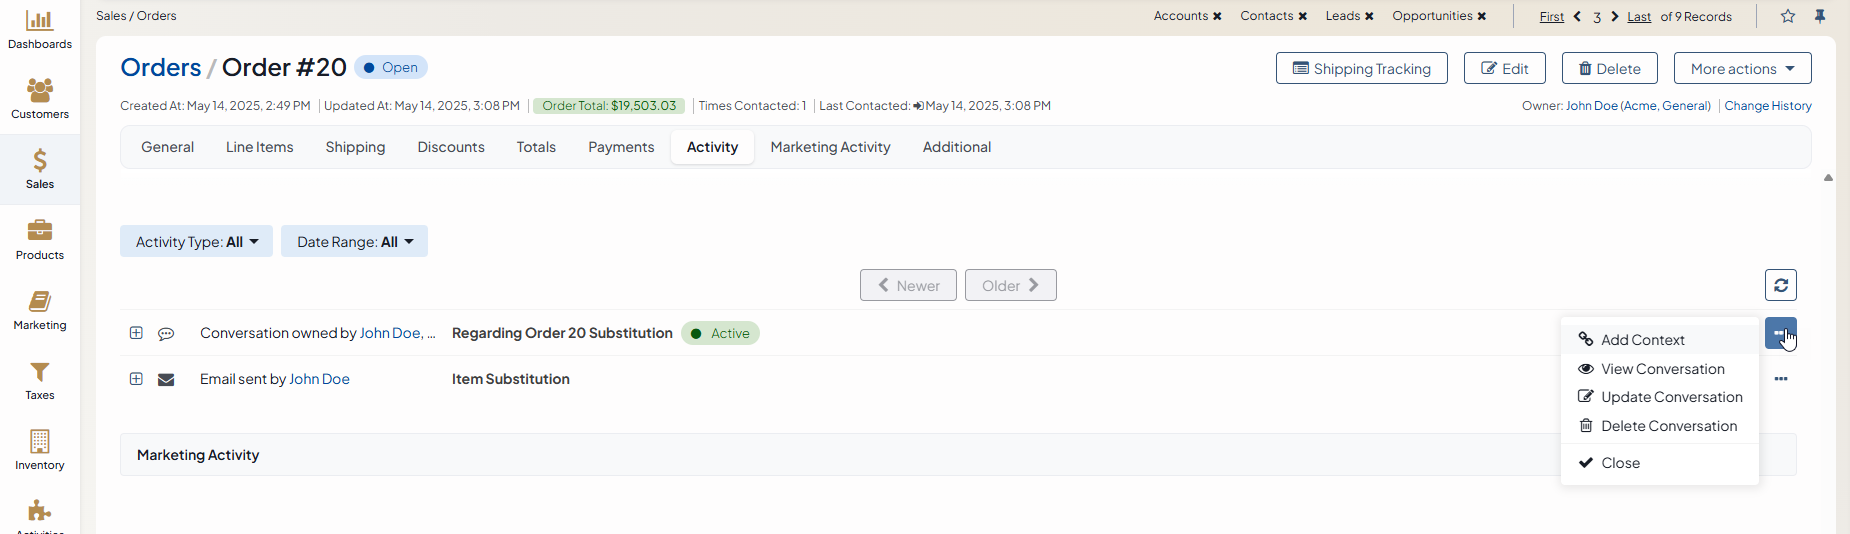 Sales / Orders
Accounts ✖ Contacts ✖ Leads ✖ Opportunities ✖ First 3 Last of 9 Records
Dashboards
Customers
Sales
Products
Marketing
Taxes
Inventory
Orders / Order #20 Open
Shipping Tracking Edit Delete More actions
Created At: May 14, 2025, 2:49 PM Updated At: May 14, 2025, 3:08 PM Order Total: $19,503.03 Times Contacted: 1 Last Contacted: May 14, 2025, 3:08 PM
Owner: John Doe (Acme, General) Change History
General Line Items Shipping Discounts Totals Payments Activity Marketing Activity Additional
Activity Type: All Date Range: All
Newer Older
Conversation owned by John Doe, ... Regarding Order 20 Substitution Active
Email sent by John Doe Item Substitution
Add Context
View Conversation
Update Conversation
Delete Conversation
Close
Marketing Activity